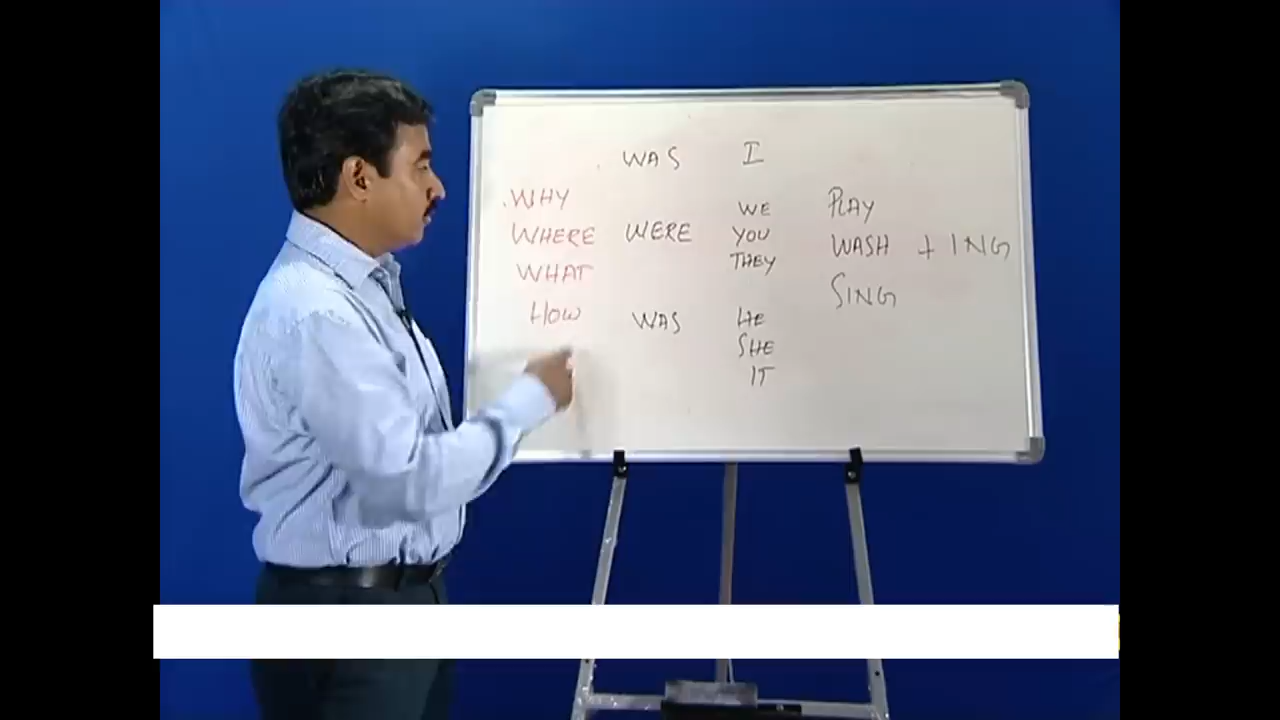 WAS I
WHY WE PLAY
WHERE WERE YOU WASH + ING
WHAT THEY SING
HOW WAS HE
SHE
IT